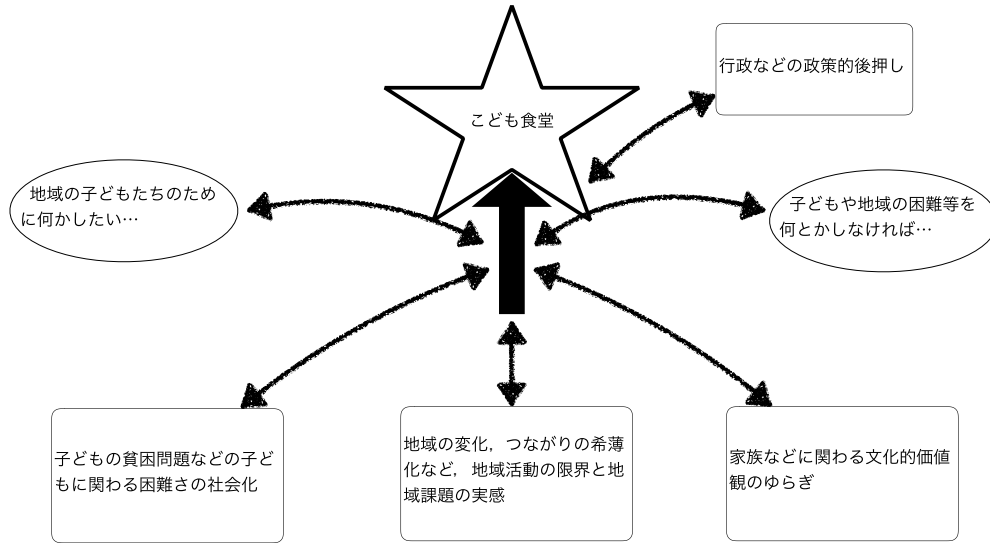 行政などの政策的後押し
こども食堂
地域の子どもたちのため
に何かしたい…
子どもや地域の困難等を
何とかしなければ…
子どもの貧困問題などの子ど
もに関わる困難さの社会化
地域の変化，つながりの希薄
化など，地域活動の限界と地
域課題の実感
家族などに関わる文化的価値
観のゆらぎ